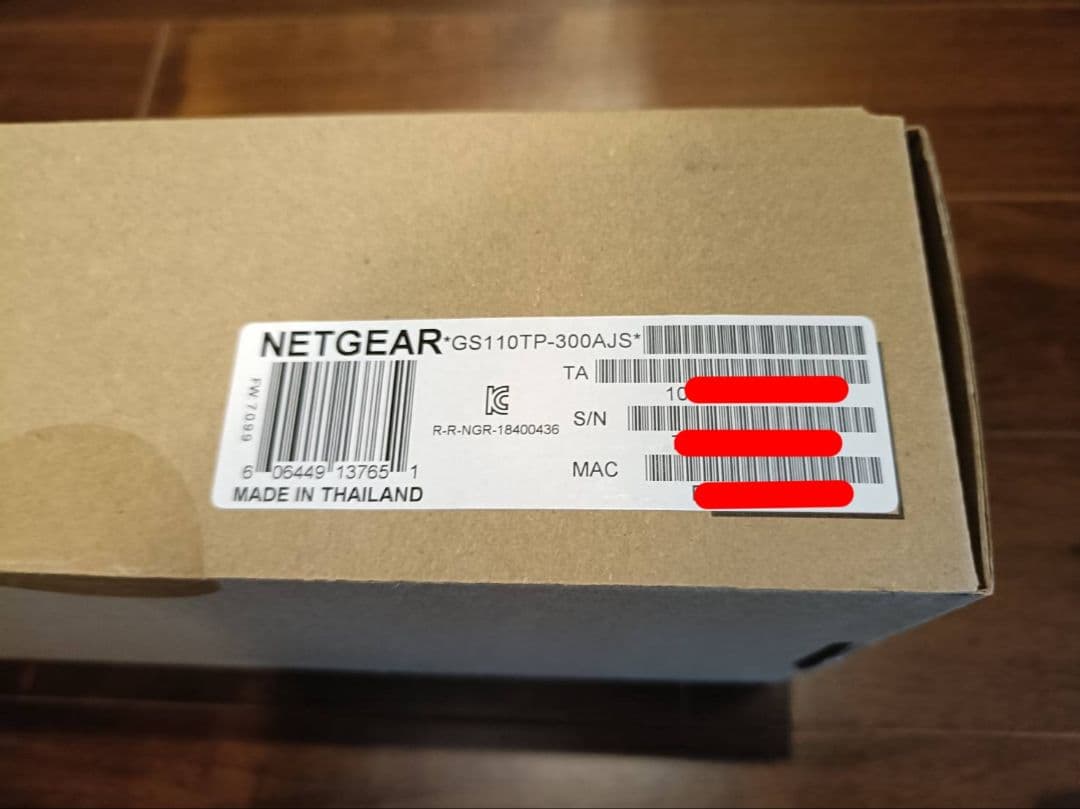 NETGEAR *GS110TP-300AJS*
TA
10
FW 7099
R-R-NGR-18400436
S/N
MAC
6 06449 13765 1
MADE IN THAILAND